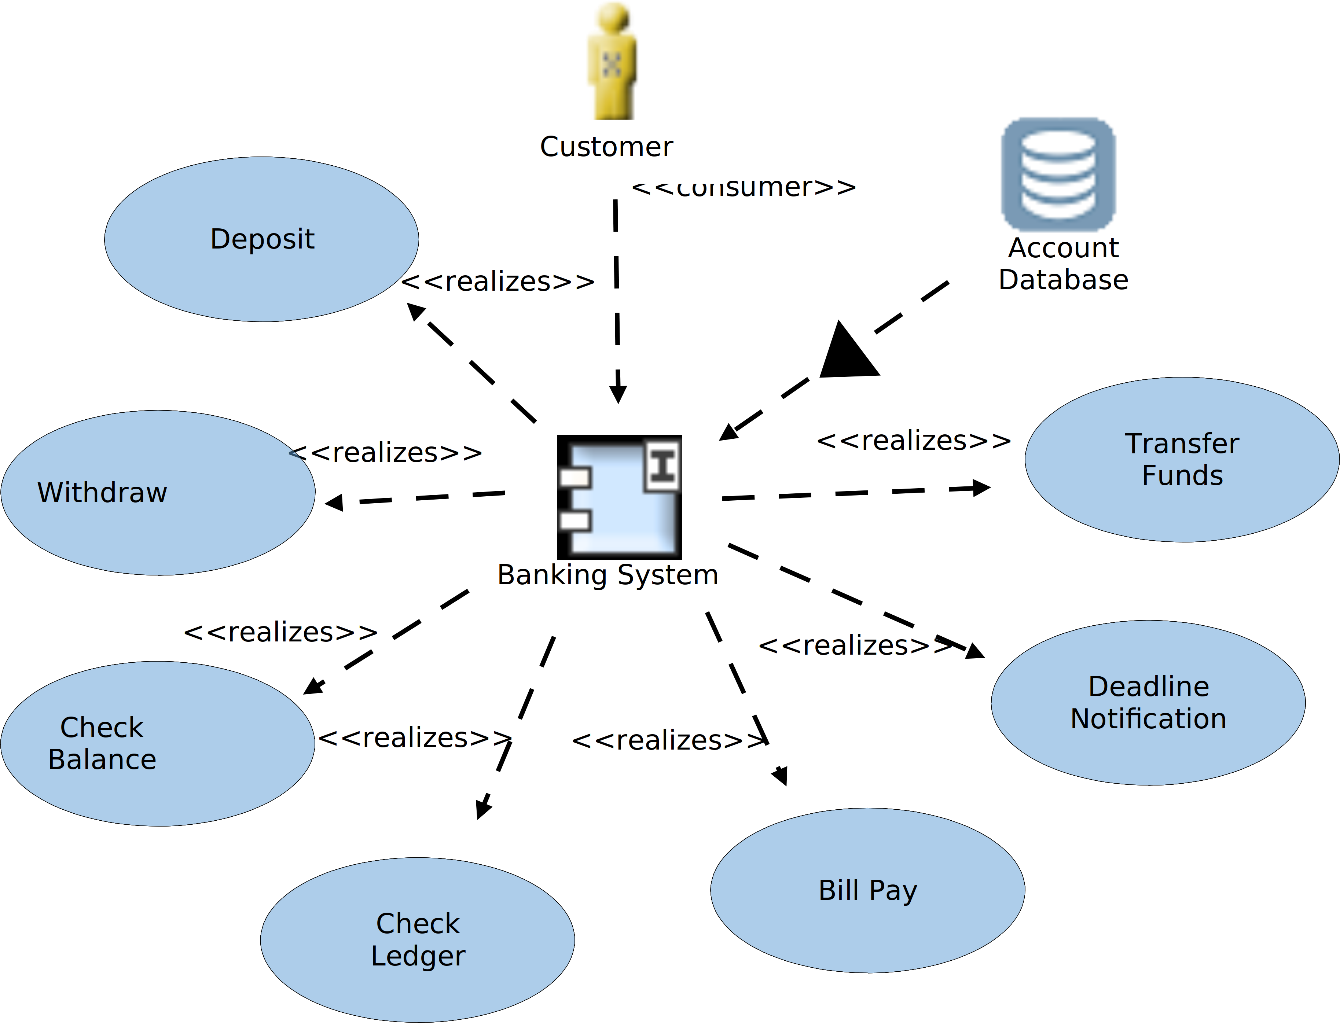 Customer
<<consumer>>
Deposit
Account
Database
<<realizes>>
<<realizes>>
Transfer
Funds
<<realizes>>
Withdraw
I
Banking System
<<realizes>>
<<realizes>>
Deadline
Notification
Check
Balance
<<realizes>>
<<realizes>>
Bill Pay
Check
Ledger